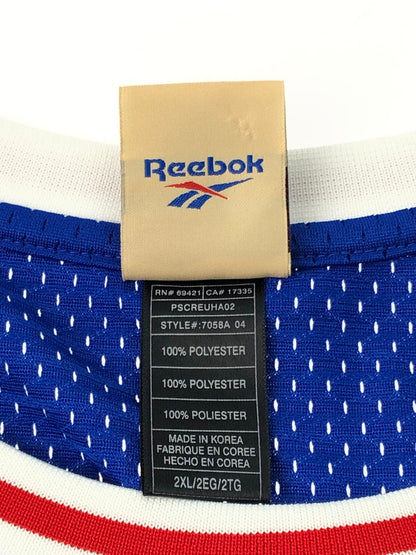 Reebok
RN# 69421 CA# 17335
PSCREUHA02
STYLE#:7058A 04
100% POLYESTER
100% POLYESTER
100% POLIESTER
MADE IN KOREA
FABRIQUE EN COREE
HECHO EN COREA
2XL/2EG/2TG